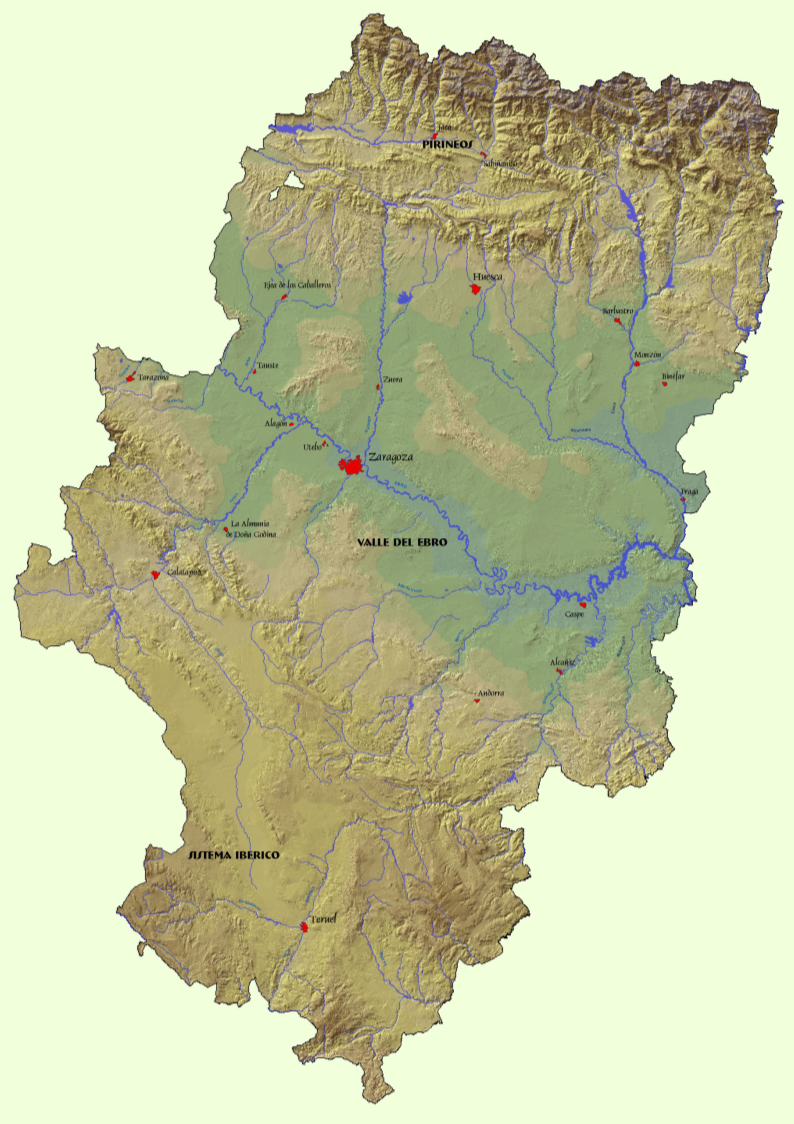 Jaca
PIRINEOS
Sabiñánigo
Huesca
Ejea de los Caballeros
Barbastro
Monzón
Tauste
Binéfar
Tarazona
Zuera
Alagón
Utebo
Zaragoza
Fraga
La Almunia
de Doña Godina
VALLE DEL EBRO
Calatayud
Caspe
Alcañiz
Andorra
SISTEMA IBERICO
Teruel